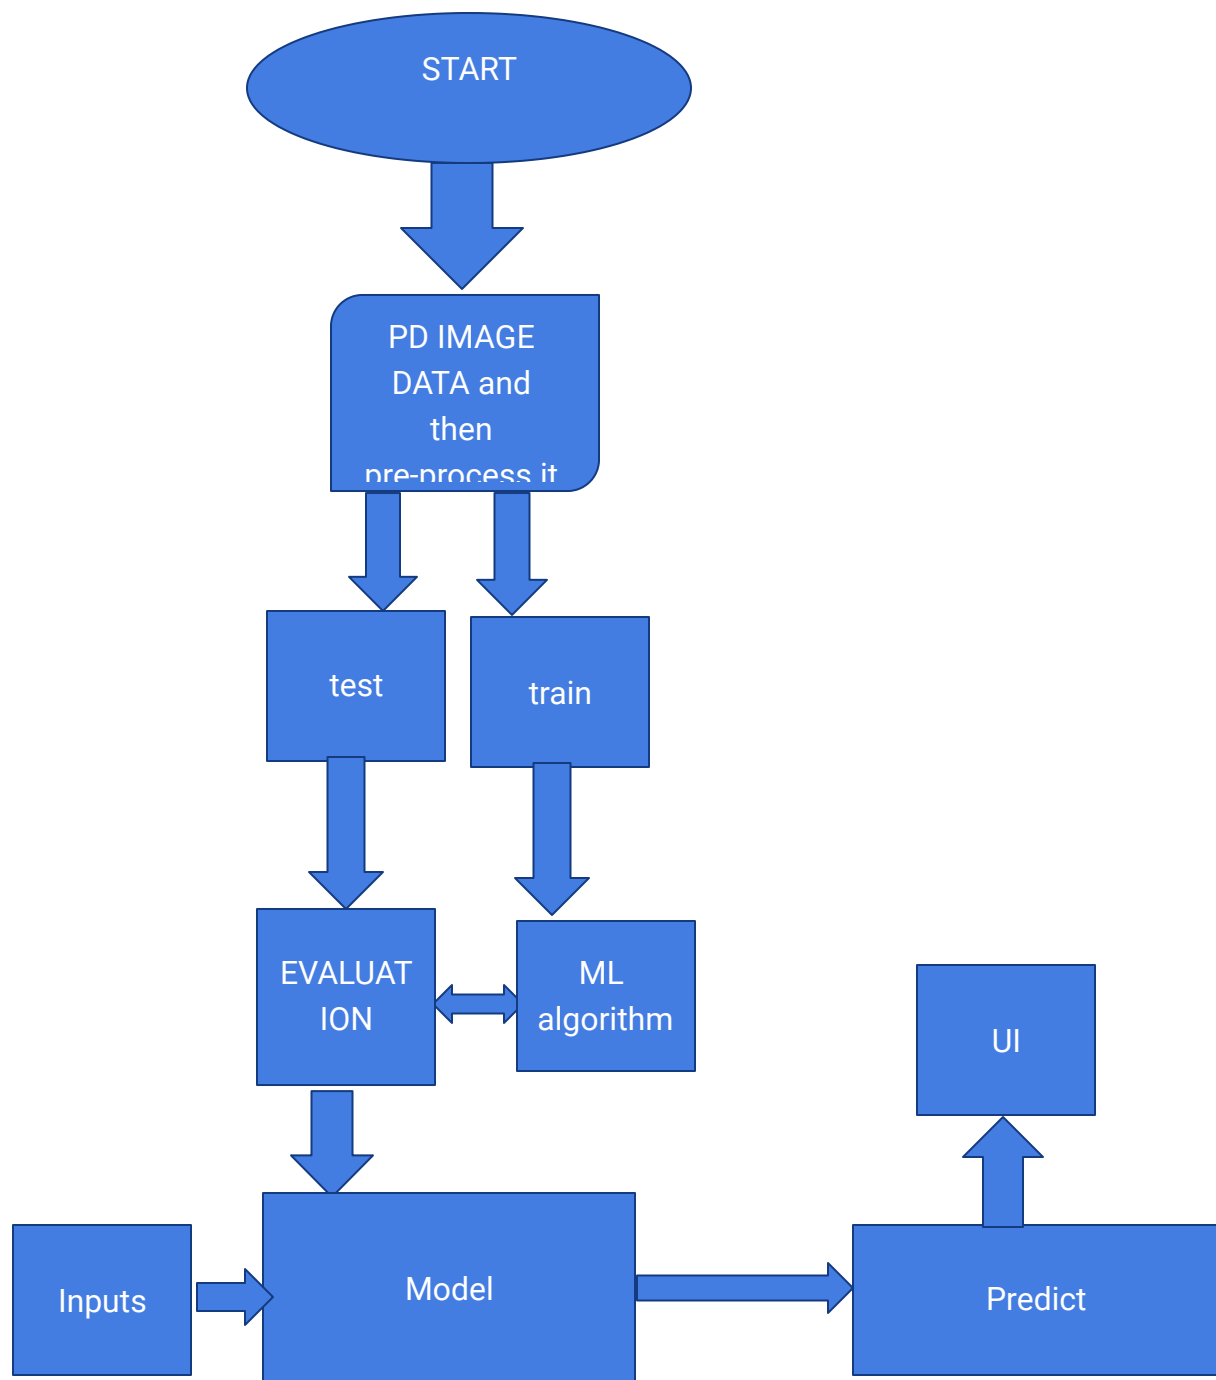 START
PD IMAGE
DATA and
then
pre-process it
test
train
EVALUAT
ION
ML
algorithm
UI
Inputs
Model
Predict